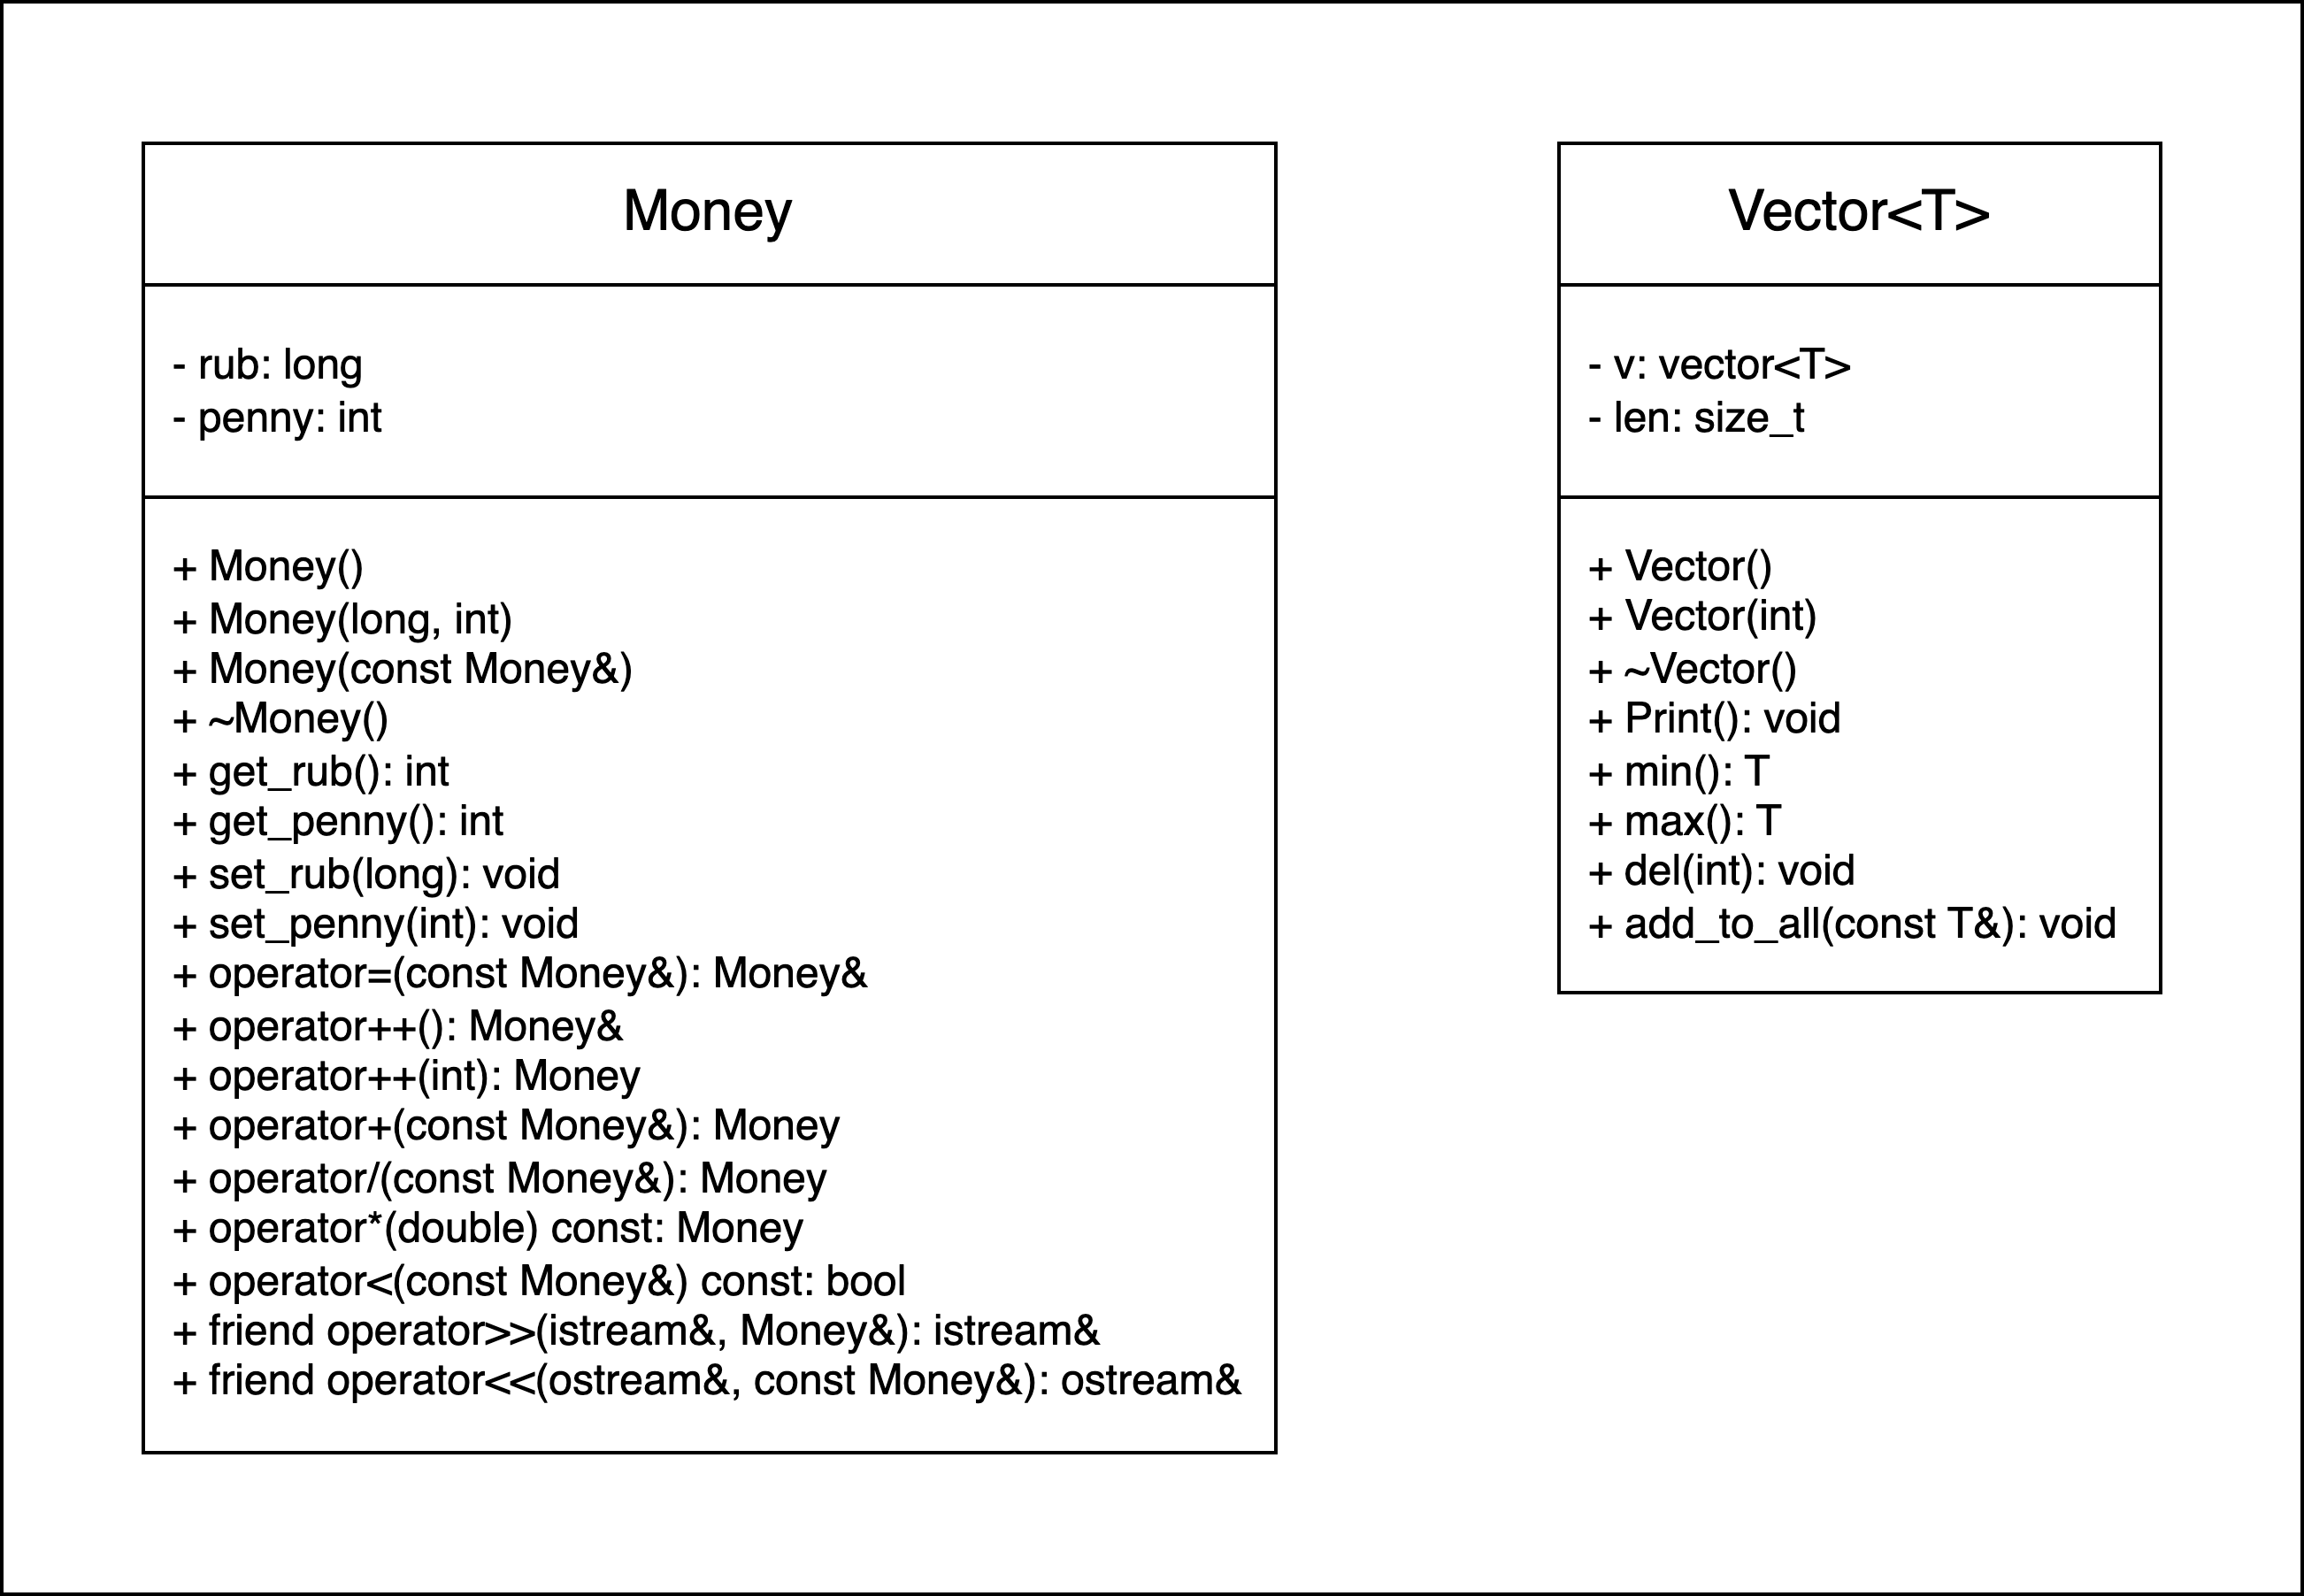 Money
- rub: long
- penny: int
+ Money()
+ Money(long, int)
+ Money(const Money&)
+ ~Money()
+ get_rub(): int
+ get_penny(): int
+ set_rub(long): void
+ set_penny(int): void
+ operator=(const Money&): Money&
+ operator++(): Money&
+ operator++(int): Money
+ operator+(const Money&): Money
+ operator/(const Money&): Money
+ operator*(double) const: Money
+ operator<(const Money&) const: bool
+ friend operator>>(istream&, Money&): istream&
+ friend operator<<(ostream&, const Money&): ostream&
Vector<T>
- v: vector<T>
- len: size_t
+ Vector()
+ Vector(int)
+ ~Vector()
+ Print(): void
+ min(): T
+ max(): T
+ del(int): void
+ add_to_all(const T&): void